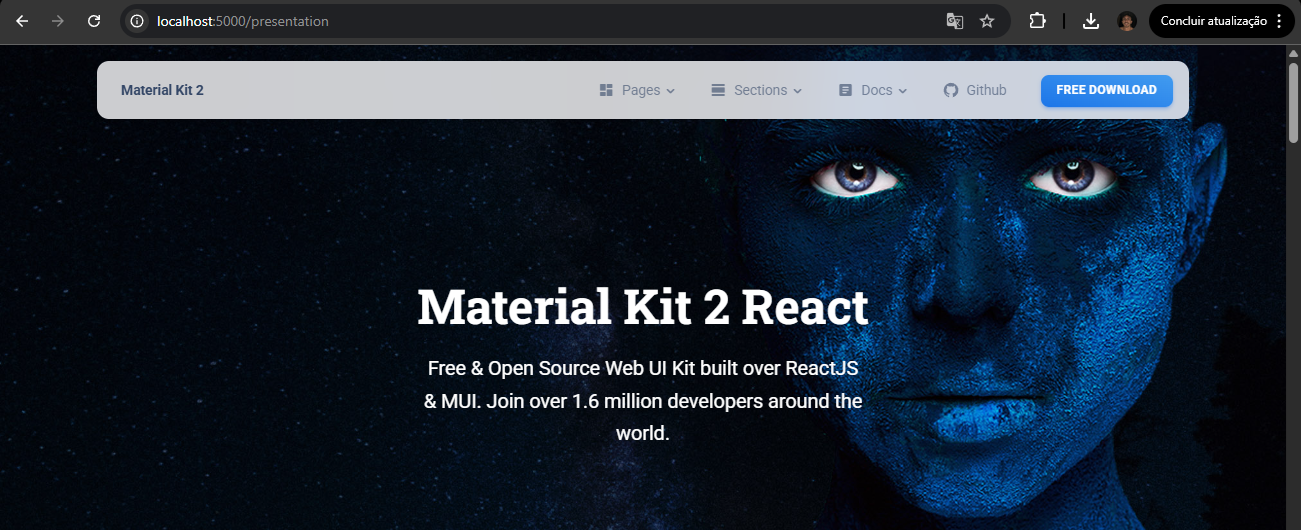 localhost:5000/presentation
Concluir atualização
Material Kit 2
Pages
Sections
Docs
Github
FREE DOWNLOAD
Material Kit 2 React
Free & Open Source Web UI Kit built over ReactJS
& MUI. Join over 1.6 million developers around the
world.